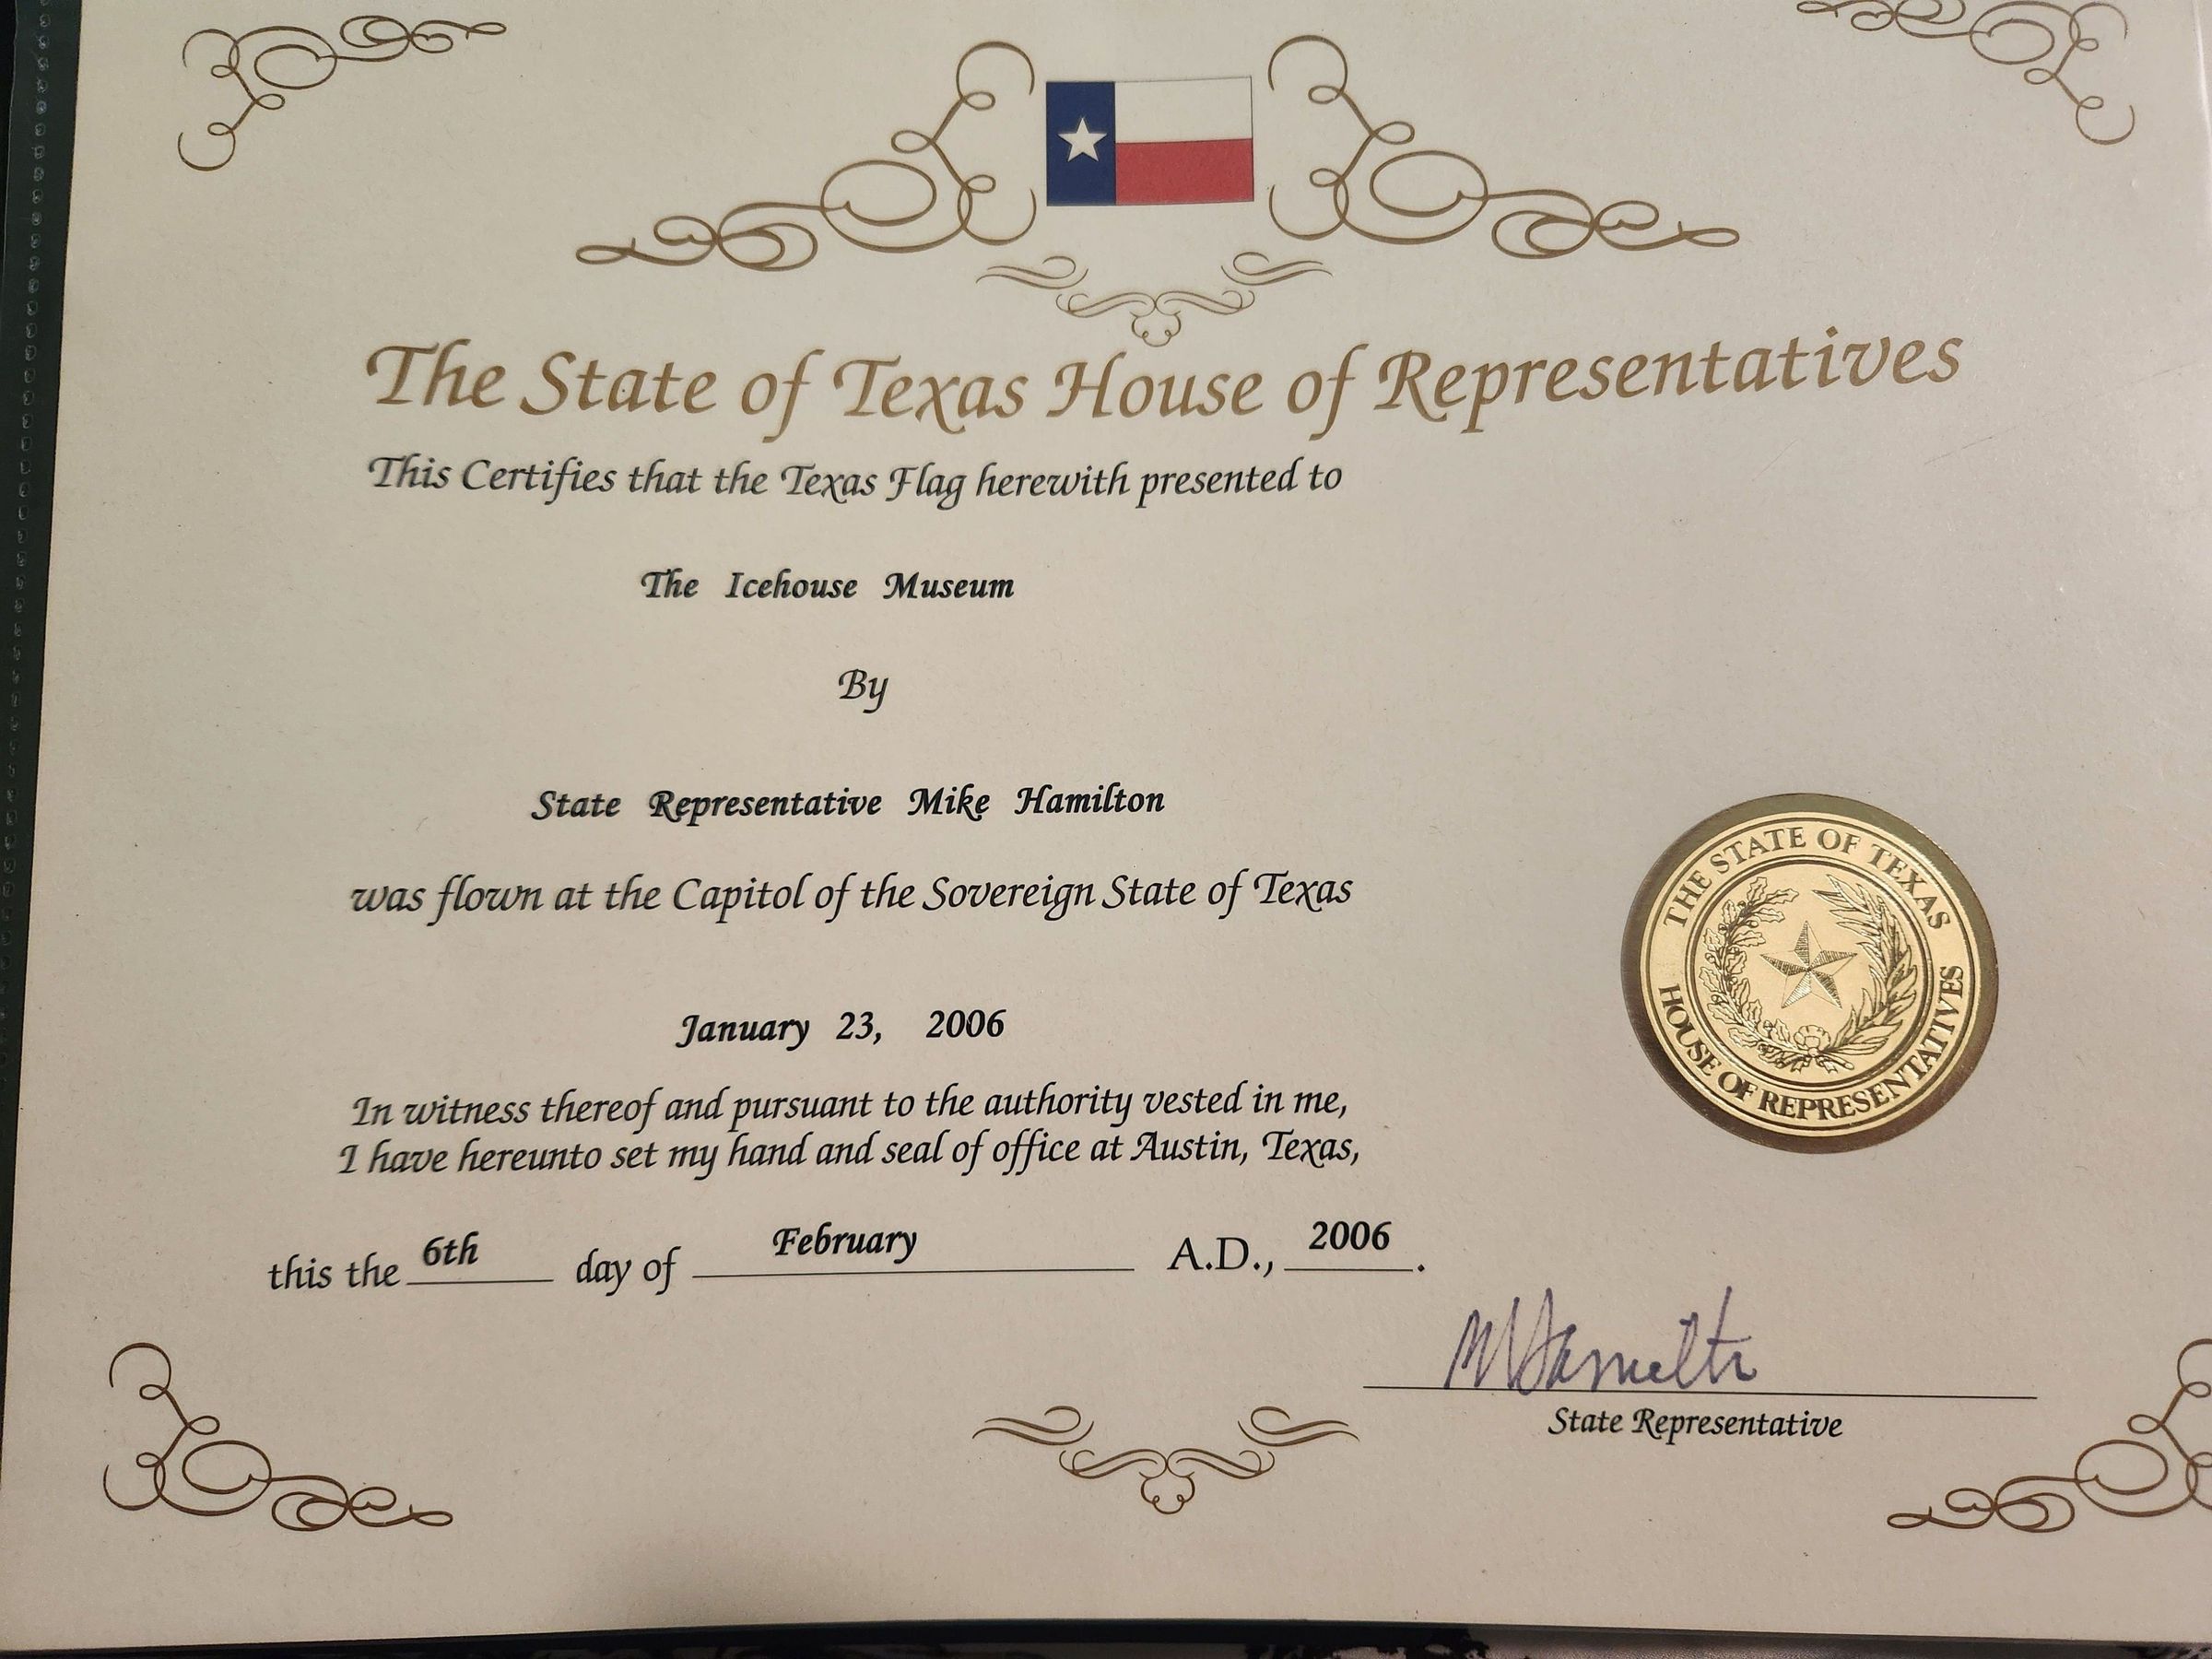 The State of Texas House of Representatives
This Certifies that the Texas Flag herewith presented to
The Icehouse Museum
By
State Representative Mike Hamilton
was flown at the Capitol of the Sovereign State of Texas
January 23, 2006
In witness thereof and pursuant to the authority vested in me,
I have hereunto set my hand and seal of office at Austin, Texas,
this the 6th day of February A.D., 2006.
State Representative
THE STATE OF TEXAS
HOUSE OF REPRESENTATIVES